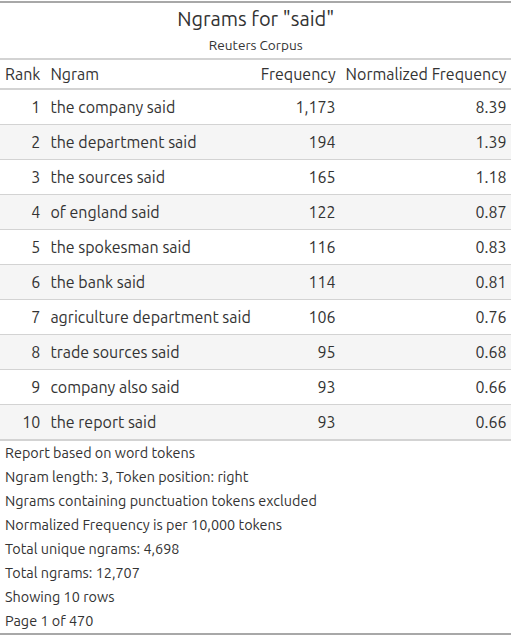 Ngrams for "said"
Reuters Corpus
Rank Ngram Frequency Normalized Frequency
1 the company said 1,173 8.39
2 the department said 194 1.39
3 the sources said 165 1.18
4 of england said 122 0.87
5 the spokesman said 116 0.83
6 the bank said 114 0.81
7 agriculture department said 106 0.76
8 trade sources said 95 0.68
9 company also said 93 0.66
10 the report said 93 0.66
Report based on word tokens
Ngram length: 3, Token position: right
Ngrams containing punctuation tokens excluded
Normalized Frequency is per 10,000 tokens
Total unique ngrams: 4,698
Total ngrams: 12,707
Showing 10 rows
Page 1 of 470